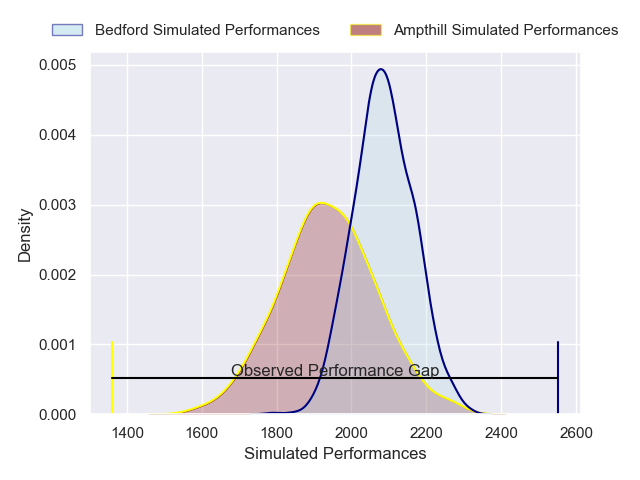 Bedford Simulated Performances
Ampthill Simulated Performances
0.005
0.004
0.003
0.002
0.001
0.000
Density
Observed Performance Gap
1400 1600 1800 2000 2200 2400 2600
Simulated Performances